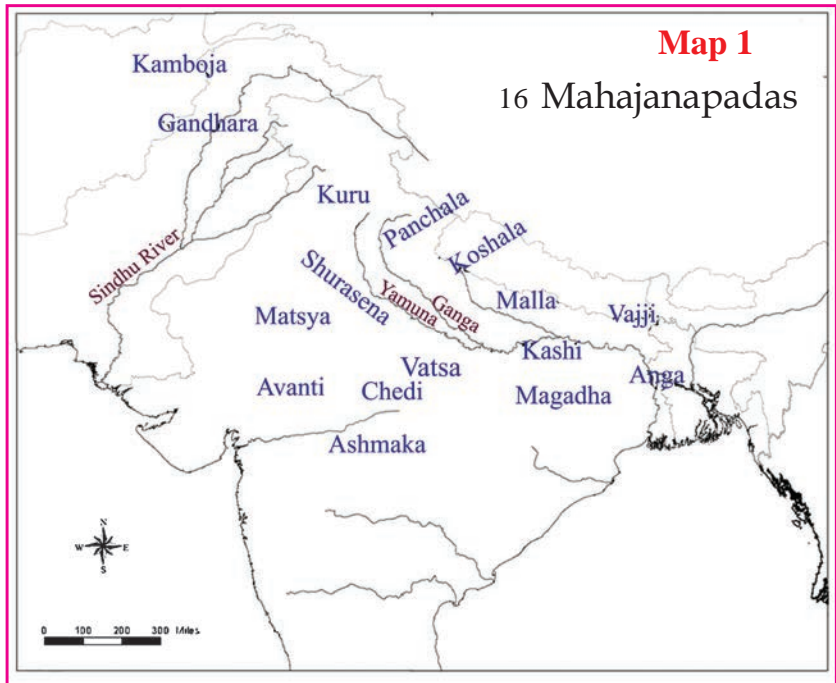 Map 1
16 Mahajanapadas
Kamboja
Gandhara
Kuru
Panchala
Koshala
Sindhu River
Shurasena
Yamuna
Ganga
Malla
Vajji
Matsya
Kashi
Vatsa
Anga
Avanti
Chedi
Magadha
Ashmaka
N
W E
S
0 100 200 300 Miles